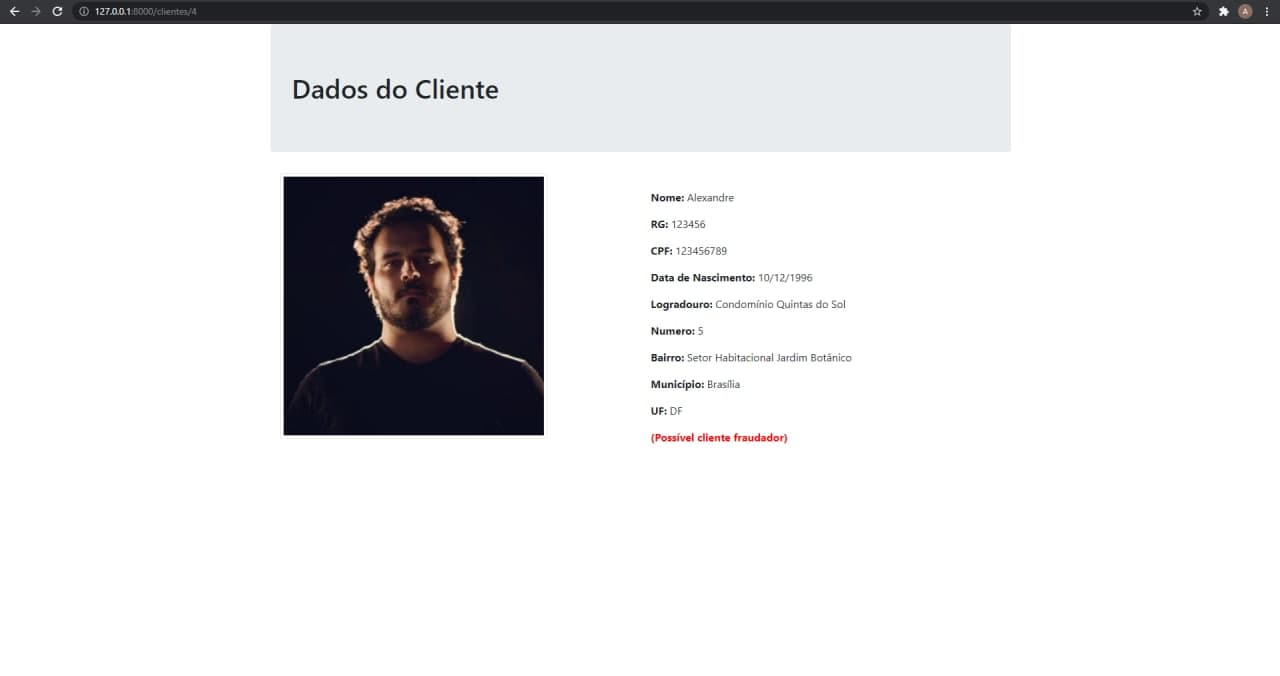 127.0.0.1:8000/clientes/4
A
Dados do Cliente
Nome: Alexandre
RG: 123456
CPF: 123456789
Data de Nascimento: 10/12/1996
Logradouro: Condomínio Quintas do Sol
Numero: 5
Bairro: Setor Habitacional Jardim Botânico
Município: Brasília
UF: DF
(Possível cliente fraudador)